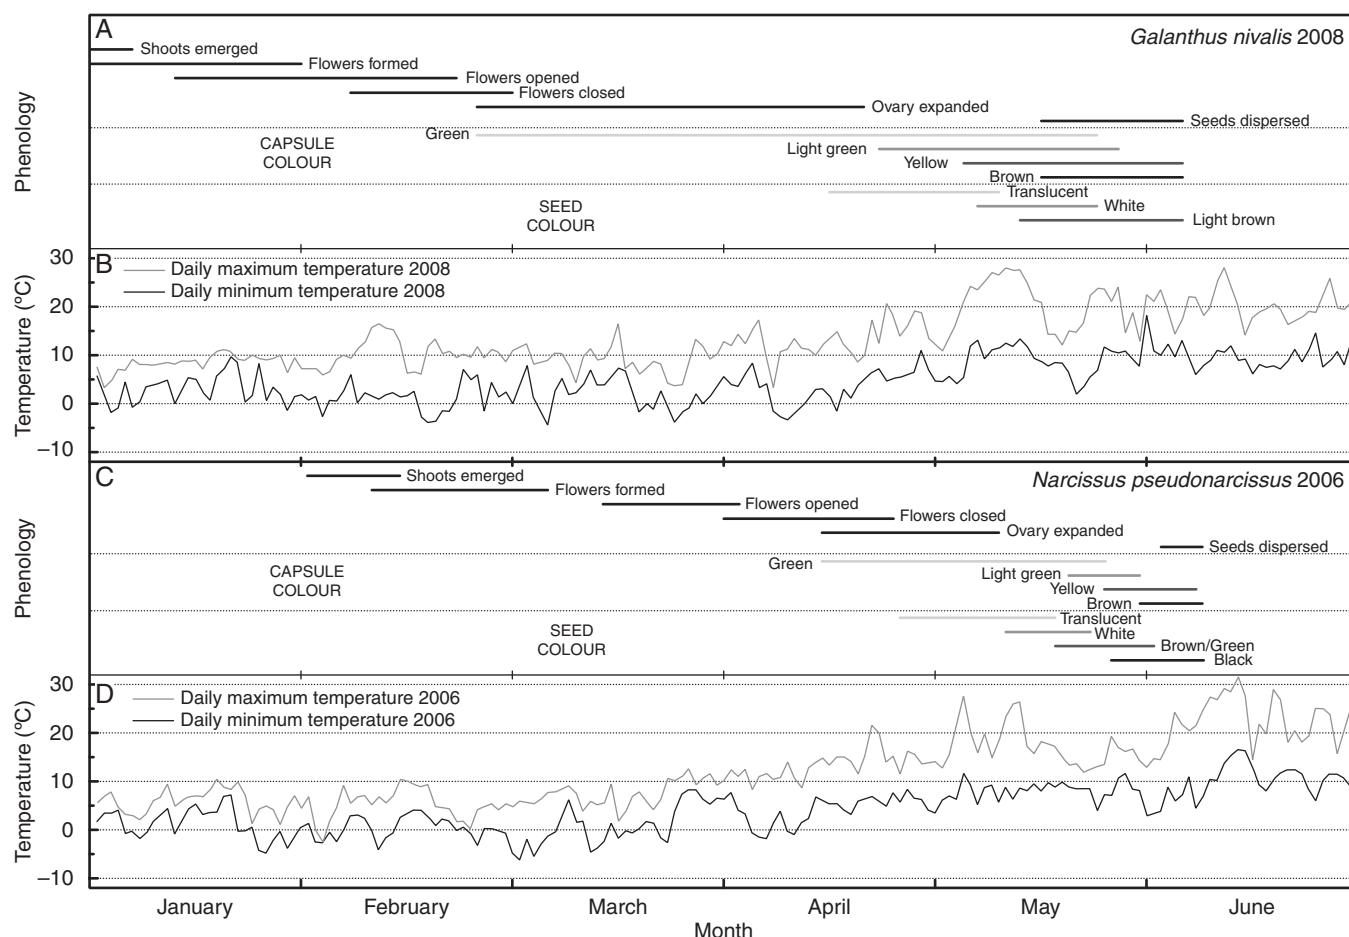 A
Galanthus nivalis 2008
Shoots emerged
Flowers formed
Flowers opened
Flowers closed
Ovary expanded
Seeds dispersed
Phenology
CAPSULE
COLOUR
Green
Light green
Yellow
Brown
SEED
COLOUR
Translucent
White
Light brown
B
Daily maximum temperature 2008
Daily minimum temperature 2008
Temperature (°C)
30
20
10
0
–10
C
Narcissus pseudonarcissus 2006
Shoots emerged
Flowers formed
Flowers opened
Flowers closed
Ovary expanded
Seeds dispersed
Phenology
CAPSULE
COLOUR
Green
Light green
Yellow
Brown
SEED
COLOUR
Translucent
White
Brown/Green
Black
D
Daily maximum temperature 2006
Daily minimum temperature 2006
Temperature (°C)
30
20
10
0
–10
January February March April May June
Month